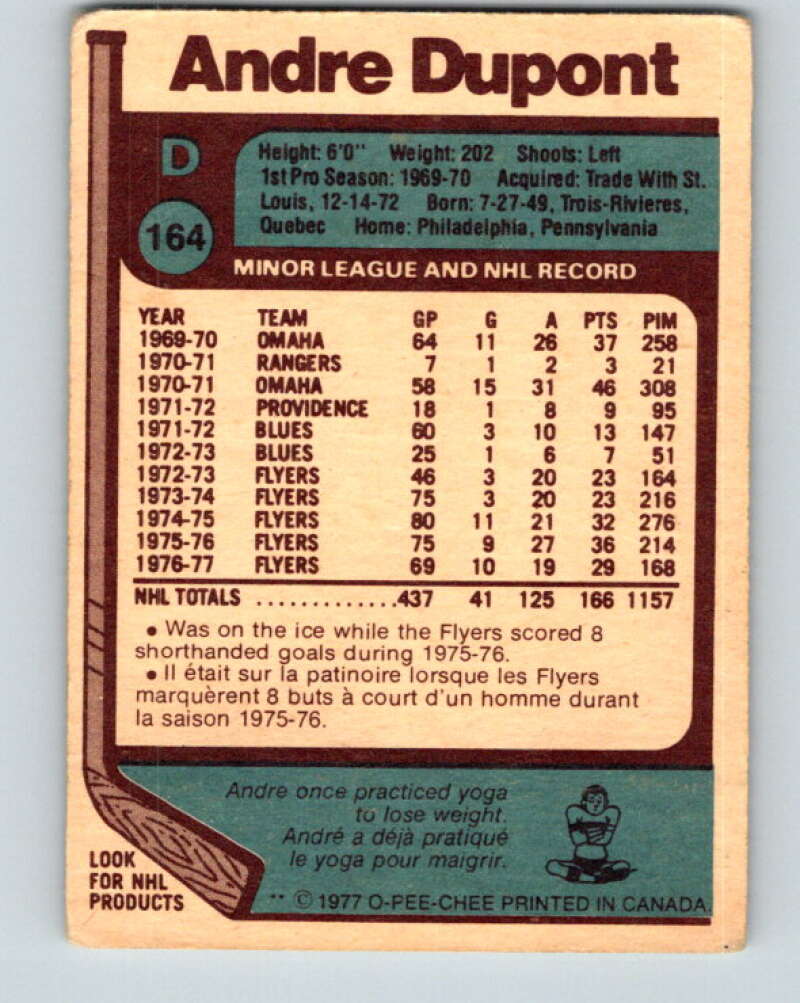 Andre Dupont
D
164
Height: 6'0" Weight: 202 Shoots: Left
1st Pro Season: 1969-70 Acquired: Trade With St.
Louis, 12-14-72 Born: 7-27-49, Trois-Rivieres,
Quebec Home: Philadelphia, Pennsylvania
MINOR LEAGUE AND NHL RECORD
YEAR TEAM GP G A PTS PIM
1969-70 OMAHA 64 11 26 37 258
1970-71 RANGERS 7 1 2 3 21
1970-71 OMAHA 58 15 31 46 308
1971-72 PROVIDENCE 18 1 8 9 95
1971-72 BLUES 60 3 10 13 147
1972-73 BLUES 25 1 6 7 51
1972-73 FLYERS 46 3 20 23 164
1973-74 FLYERS 75 3 20 23 216
1974-75 FLYERS 80 11 21 32 276
1975-76 FLYERS 75 9 27 36 214
1976-77 FLYERS 69 10 19 29 168
NHL TOTALS .............437 41 125 166 1157
• Was on the ice while the Flyers scored 8
shorthanded goals during 1975-76.
• Il était sur la patinoire lorsque les Flyers
marquèrent 8 buts à court d'un homme durant
la saison 1975-76.
Andre once practiced yoga
to lose weight.
André a déjà pratiqué
le yoga pour maigrir.
LOOK
FOR NHL
PRODUCTS
** © 1977 O-PEE-CHEE PRINTED IN CANADA.